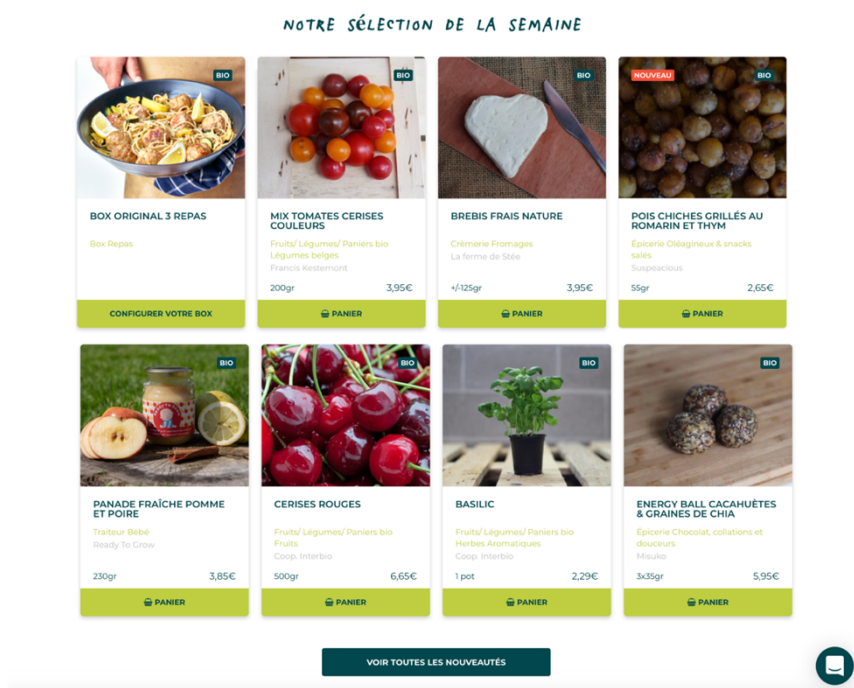 NOTRE SÉLECTION DE LA SEMAINE
BIO
BOX ORIGINAL 3 REPAS
Box Repas
CONFIGURER VOTRE BOX
BIO
MIX TOMATES CERISES
COULEURS
Fruits/ Légumes/ Paniers bio
Légumes belges
Francis Kestemont
200gr 3,95€
PANIER
BIO
BREBIS FRAIS NATURE
Crèmerie Fromages
La ferme de Stée
+/-125gr 3,95€
PANIER
NOUVEAU BIO
POIS CHICHES GRILLÉS AU
ROMARIN ET THYM
Épicerie Oléagineux & snacks
salés
Suspeacious
55gr 2,65€
PANIER
BIO
PANADE FRAÎCHE POMME
ET POIRE
Traiteur Bébé
Ready To Grow
230gr 3,85€
PANIER
BIO
CERISES ROUGES
Fruits/ Légumes/ Paniers bio
Fruits
Coop. Interbio
500gr 6,65€
PANIER
BIO
BASILIC
Fruits/ Légumes/ Paniers bio
Herbes Aromatiques
Coop. Interbio
1 pot 2,29€
PANIER
BIO
ENERGY BALL CACAHUÈTES
& GRAINES DE CHIA
Epicerie Chocolat, collations et
douceurs
Misuko
3x35gr 5,95€
PANIER
VOIR TOUTES LES NOUVEAUTÉS